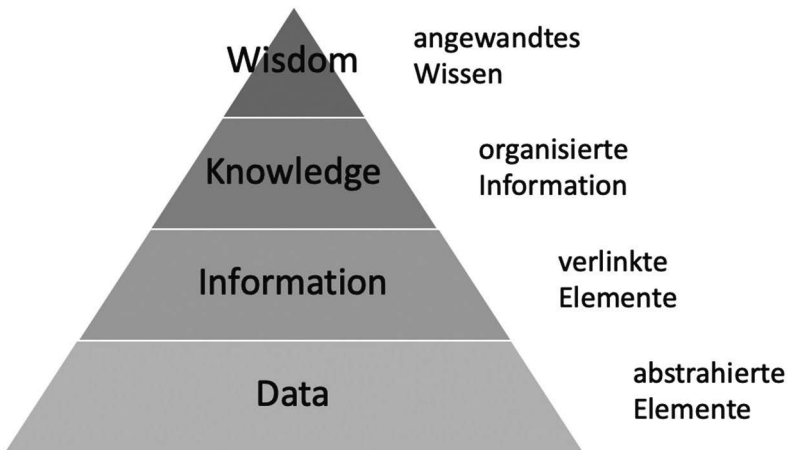 Wisdom
angewandtes
Wissen
Knowledge
organisierte
Information
Information
verlinkte
Elemente
Data
abstrahierte
Elemente